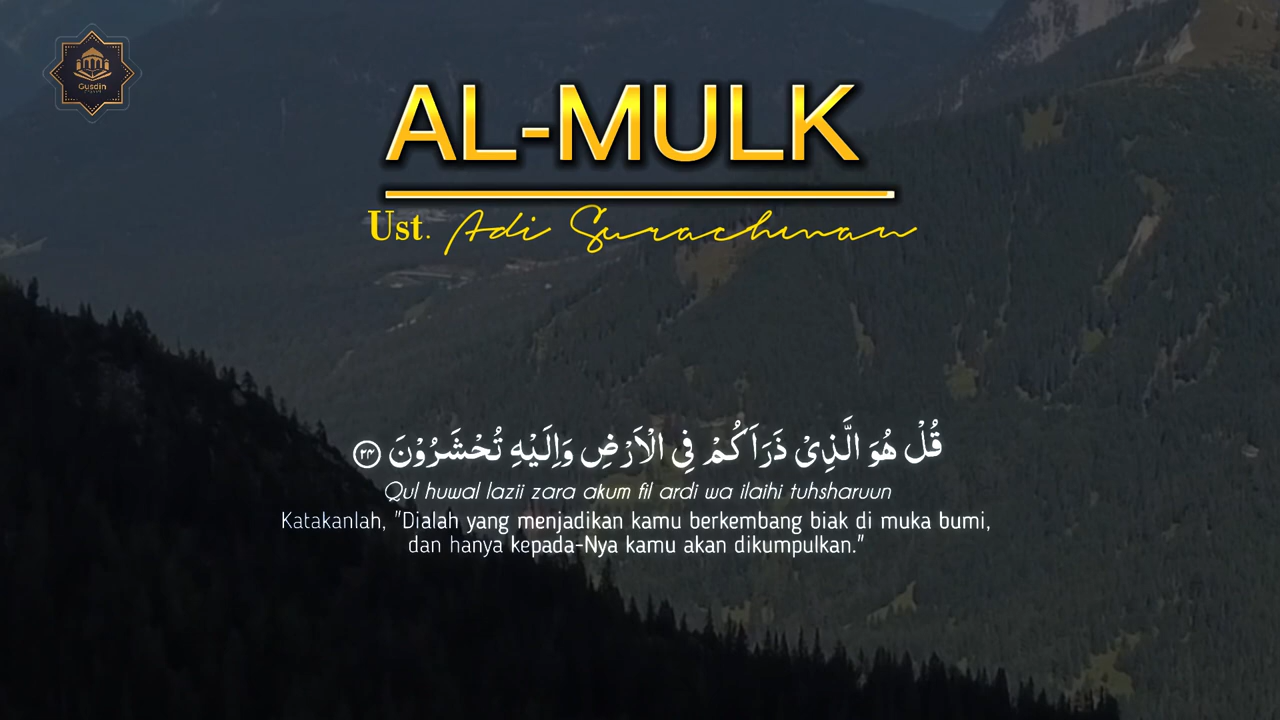 Gusdin
AL-MULK
Ust. Adi Surachman
قُلْ هُوَ الَّذِيْ ذَرَاَكُمْ فِى الْاَرْضِ وَاِلَيْهِ تُحْشَرُوْنَ ٢٤
Qul huwal lazii zara akum fil ardi wa ilaihi tuhsharuun
Katakanlah, "Dialah yang menjadikan kamu berkembang biak di muka bumi,
dan hanya kepada-Nya kamu akan dikumpulkan."